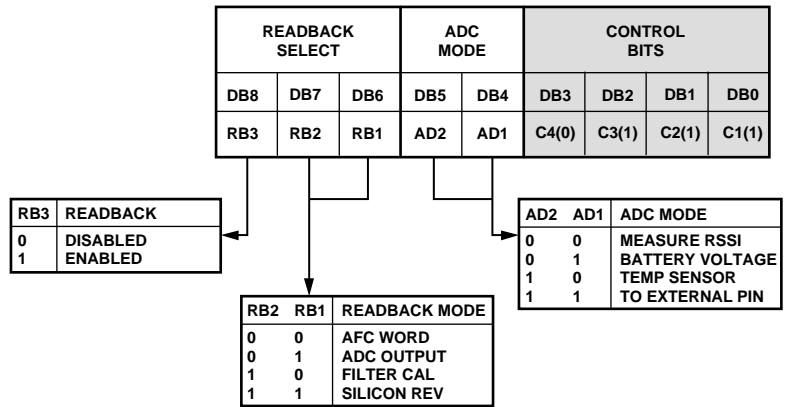 READBACK SELECT ADC MODE CONTROL BITS
DB8 DB7 DB6 DB5 DB4 DB3 DB2 DB1 DB0
RB3 RB2 RB1 AD2 AD1 C4(0) C3(1) C2(1) C1(1)
RB3 READBACK
0 DISABLED
1 ENABLED
RB2 RB1 READBACK MODE
0 0 AFC WORD
0 1 ADC OUTPUT
1 0 FILTER CAL
1 1 SILICON REV
AD2 AD1 ADC MODE
0 0 MEASURE RSSI
0 1 BATTERY VOLTAGE
1 0 TEMP SENSOR
1 1 TO EXTERNAL PIN